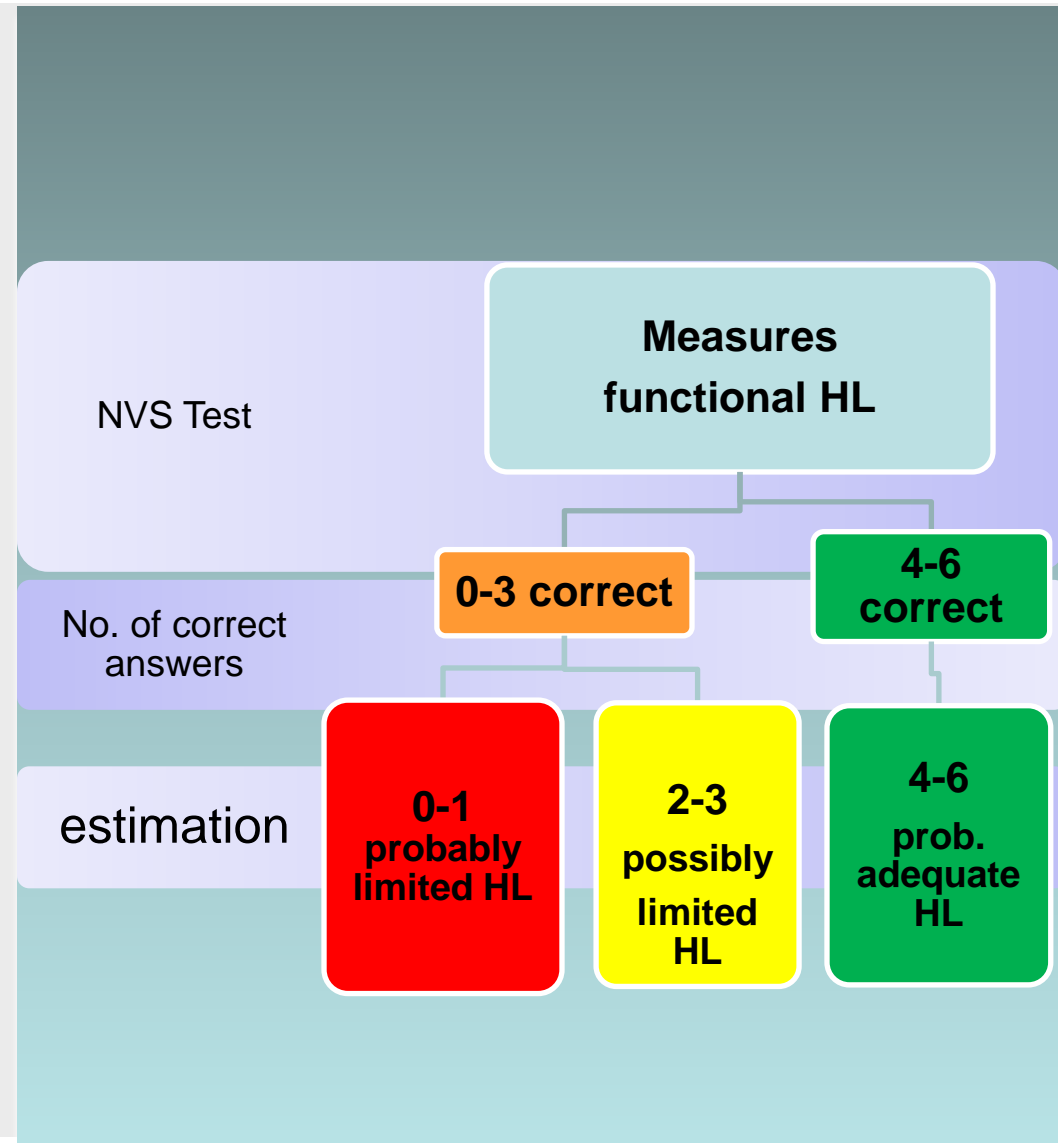 NVS Test
Measures
functional HL
No. of correct
answers
0-3 correct
4-6
correct
estimation
0-1
probably
limited HL
2-3
possibly
limited
HL
4-6
prob.
adequate
HL